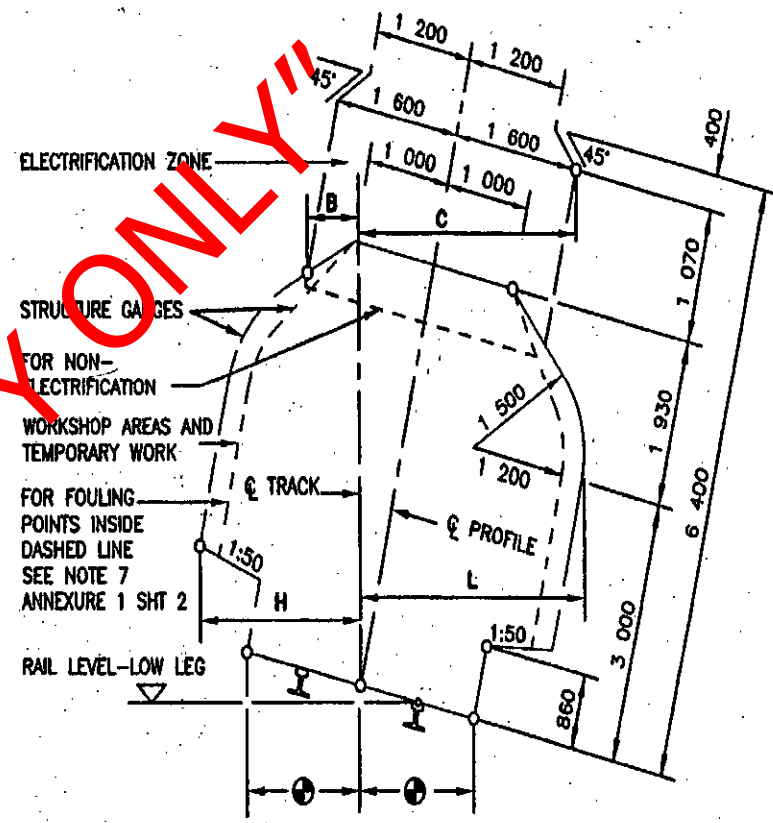 1 200
1 200
45°
1 600
1 600
45°
400
ELECTRIFICATION ZONE
1 000
1 000
B
C
1 070
STRUCTURE GAUGES
FOR NON-
ELECTRIFICATION
1 500
1 930
WORKSHOP AREAS AND
TEMPORARY WORK
1 200
6 400
℄ TRACK
FOR FOULING
POINTS INSIDE
DASHED LINE
SEE NOTE 7
ANNEXURE 1 SHT 2
℄ PROFILE
1:50
H
L
1:50
3 000
RAIL LEVEL-LOW LEG
860
Y ONLY"